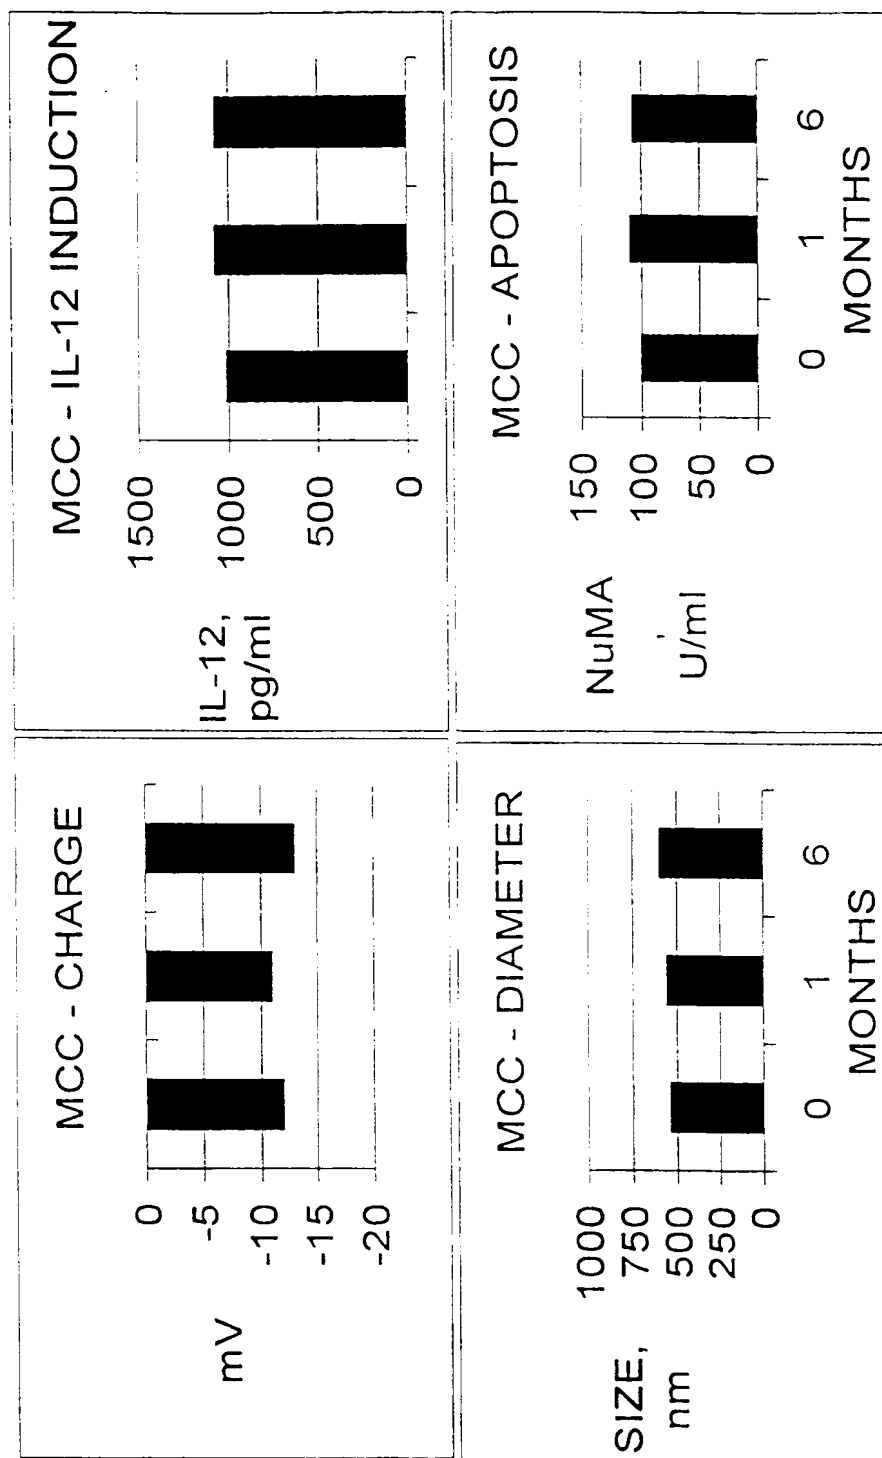 MCC - CHARGE
mV
0
-5
-10
-15
-20
MCC - IL-12 INDUCTION
IL-12,
pg/ml
1500
1000
500
0
MCC - DIAMETER
SIZE,
nm
1000
750
500
250
0
0 1 6
MONTHS
MCC - APOPTOSIS
NuMA
U/ml
150
100
50
0
0 1 6
MONTHS